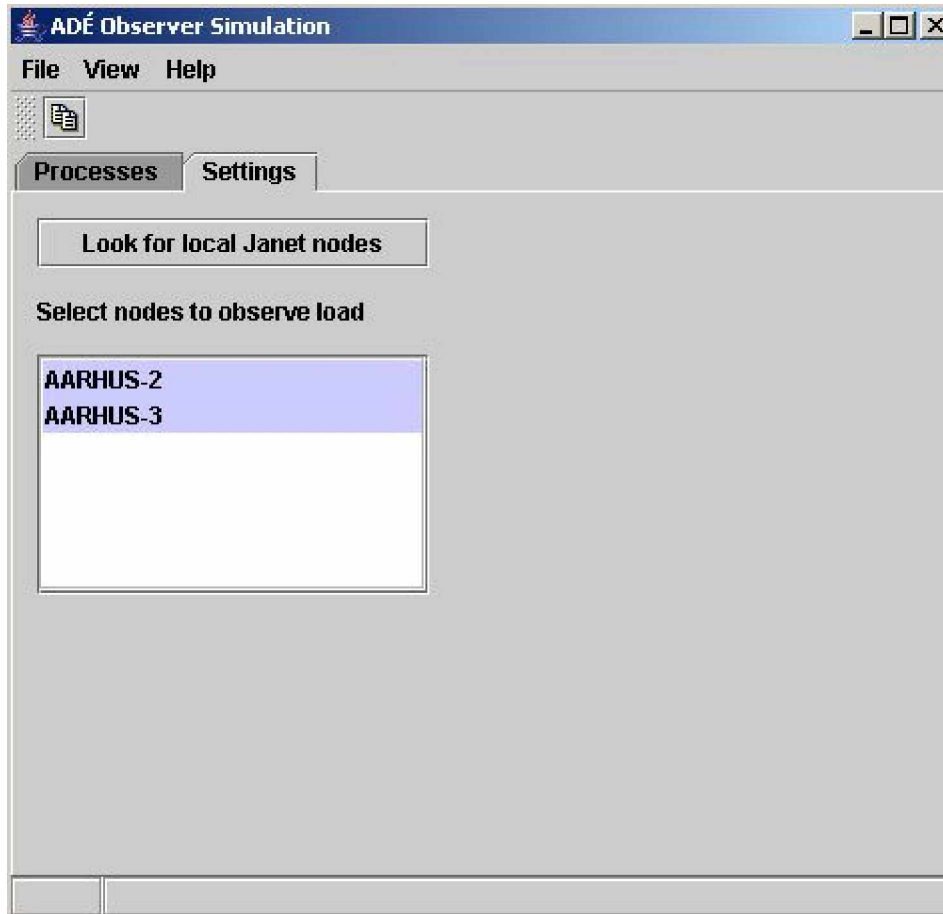 ADÉ Observer Simulation
File View Help
Processes Settings
Look for local Janet nodes
Select nodes to observe load
AARHUS-2
AARHUS-3